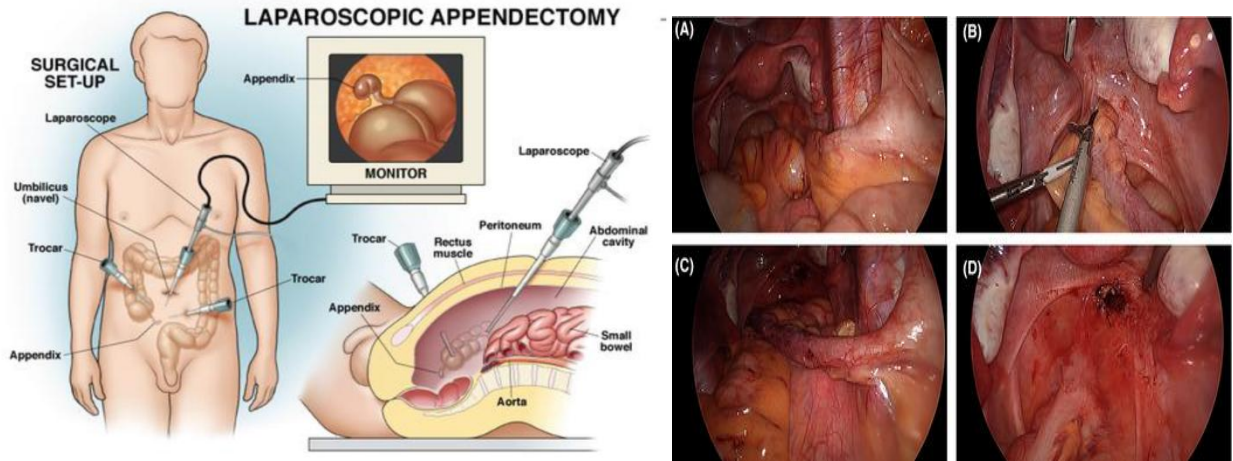 LAPAROSCOPIC APPENDECTOMY
SURGICAL
SET-UP
Laparoscope
Umbilicus
(navel)
Trocar
Trocar
Appendix
Appendix
MONITOR
Laparoscope
Trocar
Rectus
muscle
Peritoneum
Abdominal
cavity
Appendix
Small
bowel
Aorta
(A)
(B)
(C)
(D)